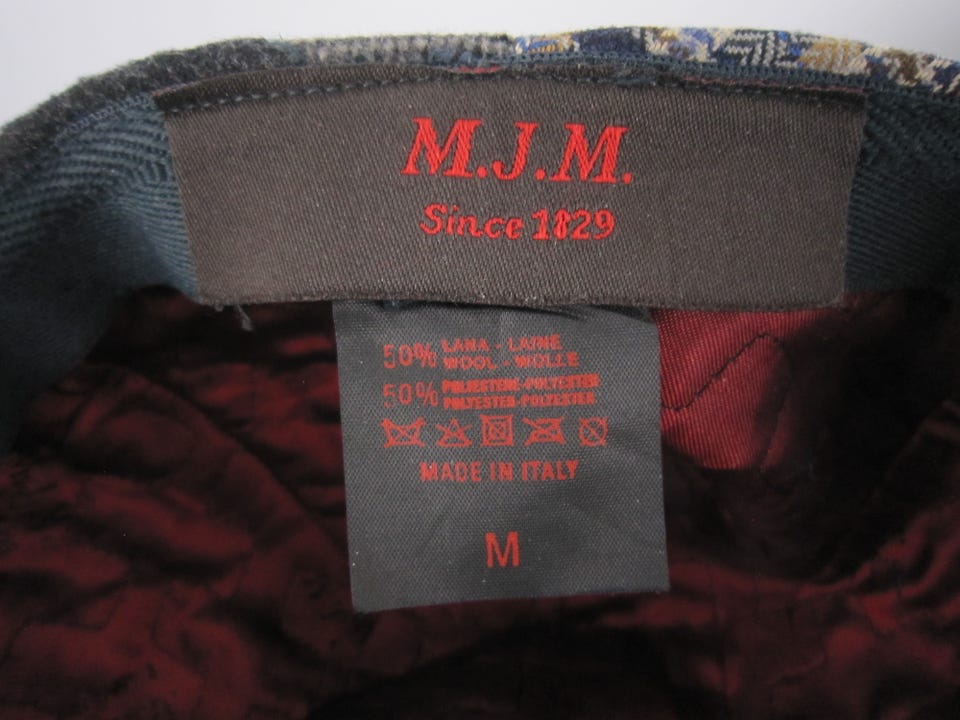 M.J.M.
Since 1829
50% LANA - LAINE
WOOL - WOLLE
50% POLIESTERE-POLYESTER
POLYESTER-POLYESTER
MADE IN ITALY
M